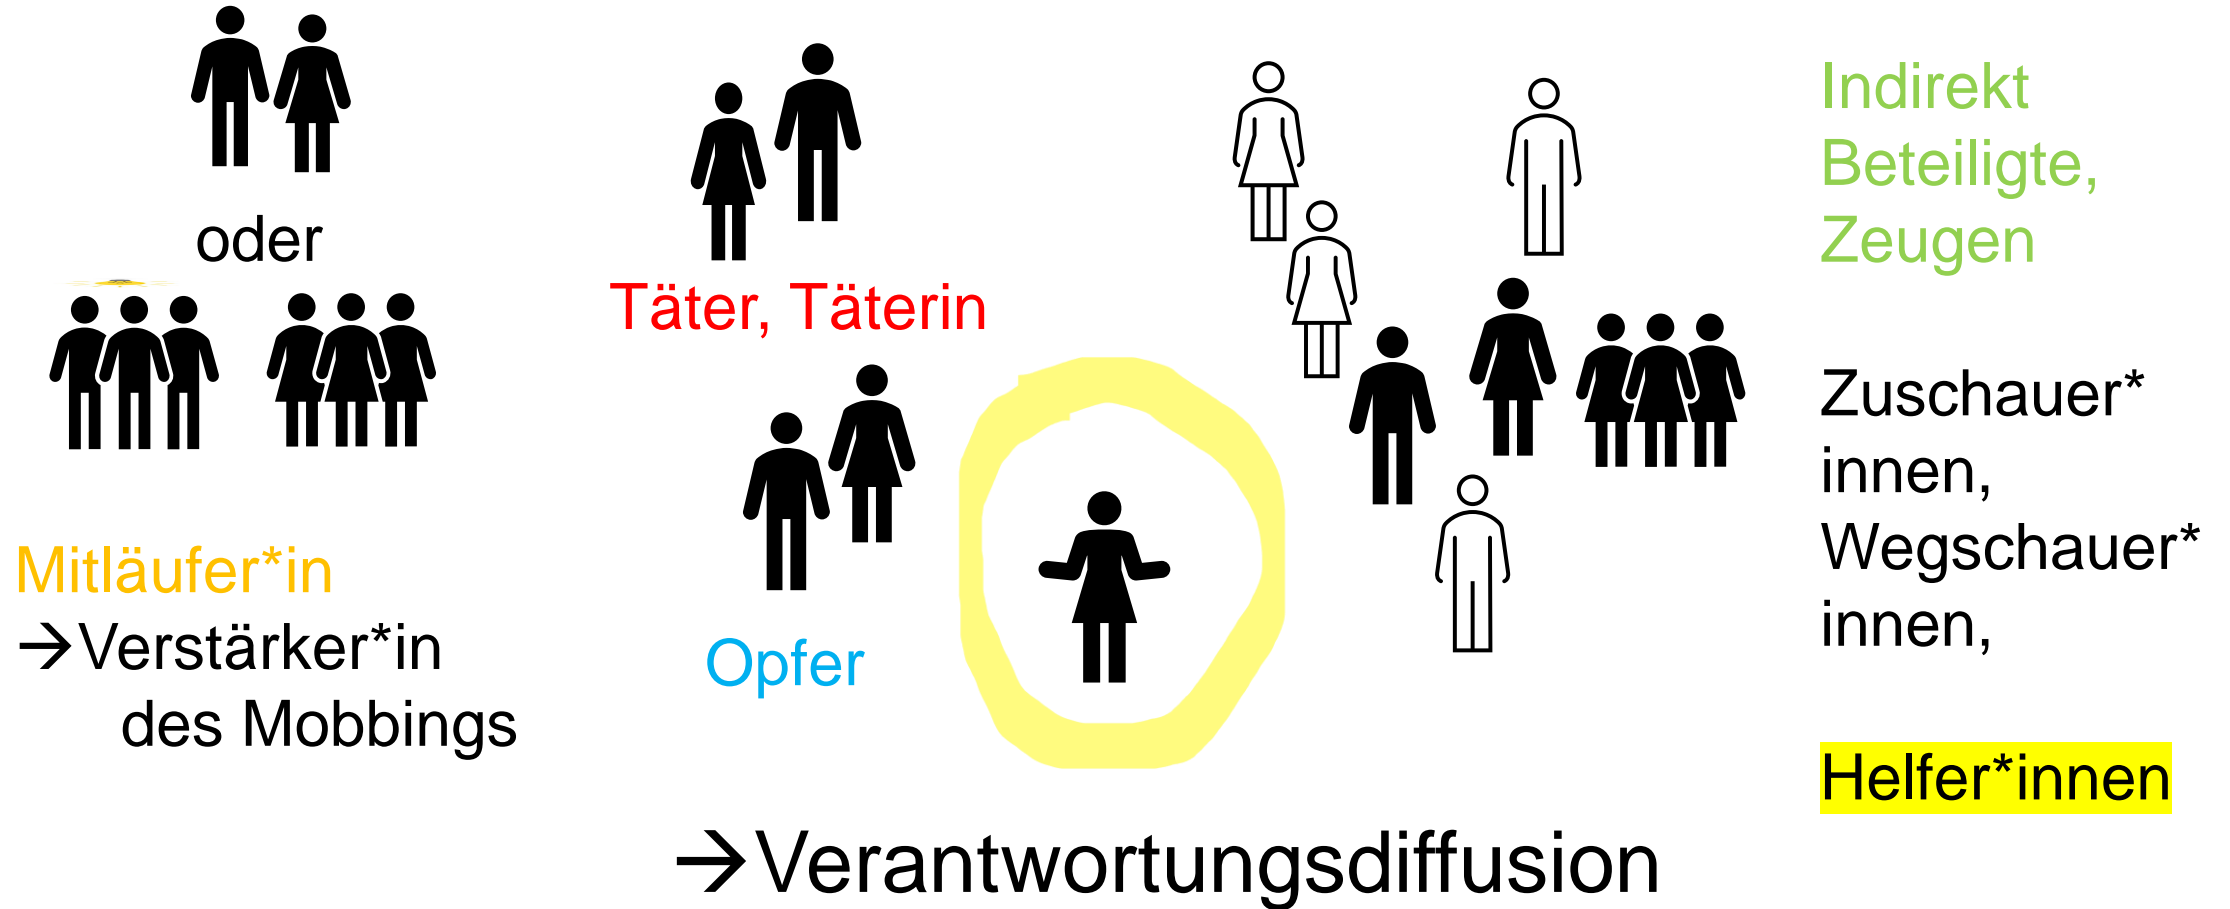 oder
Mitläufer*in
→Verstärker*in
des Mobbings
Täter, Täterin
Opfer
Indirekt
Beteiligte,
Zeugen
Zuschauer*
innen,
Wegschauer*
innen,
Helfer*innen
→Verantwortungsdiffusion